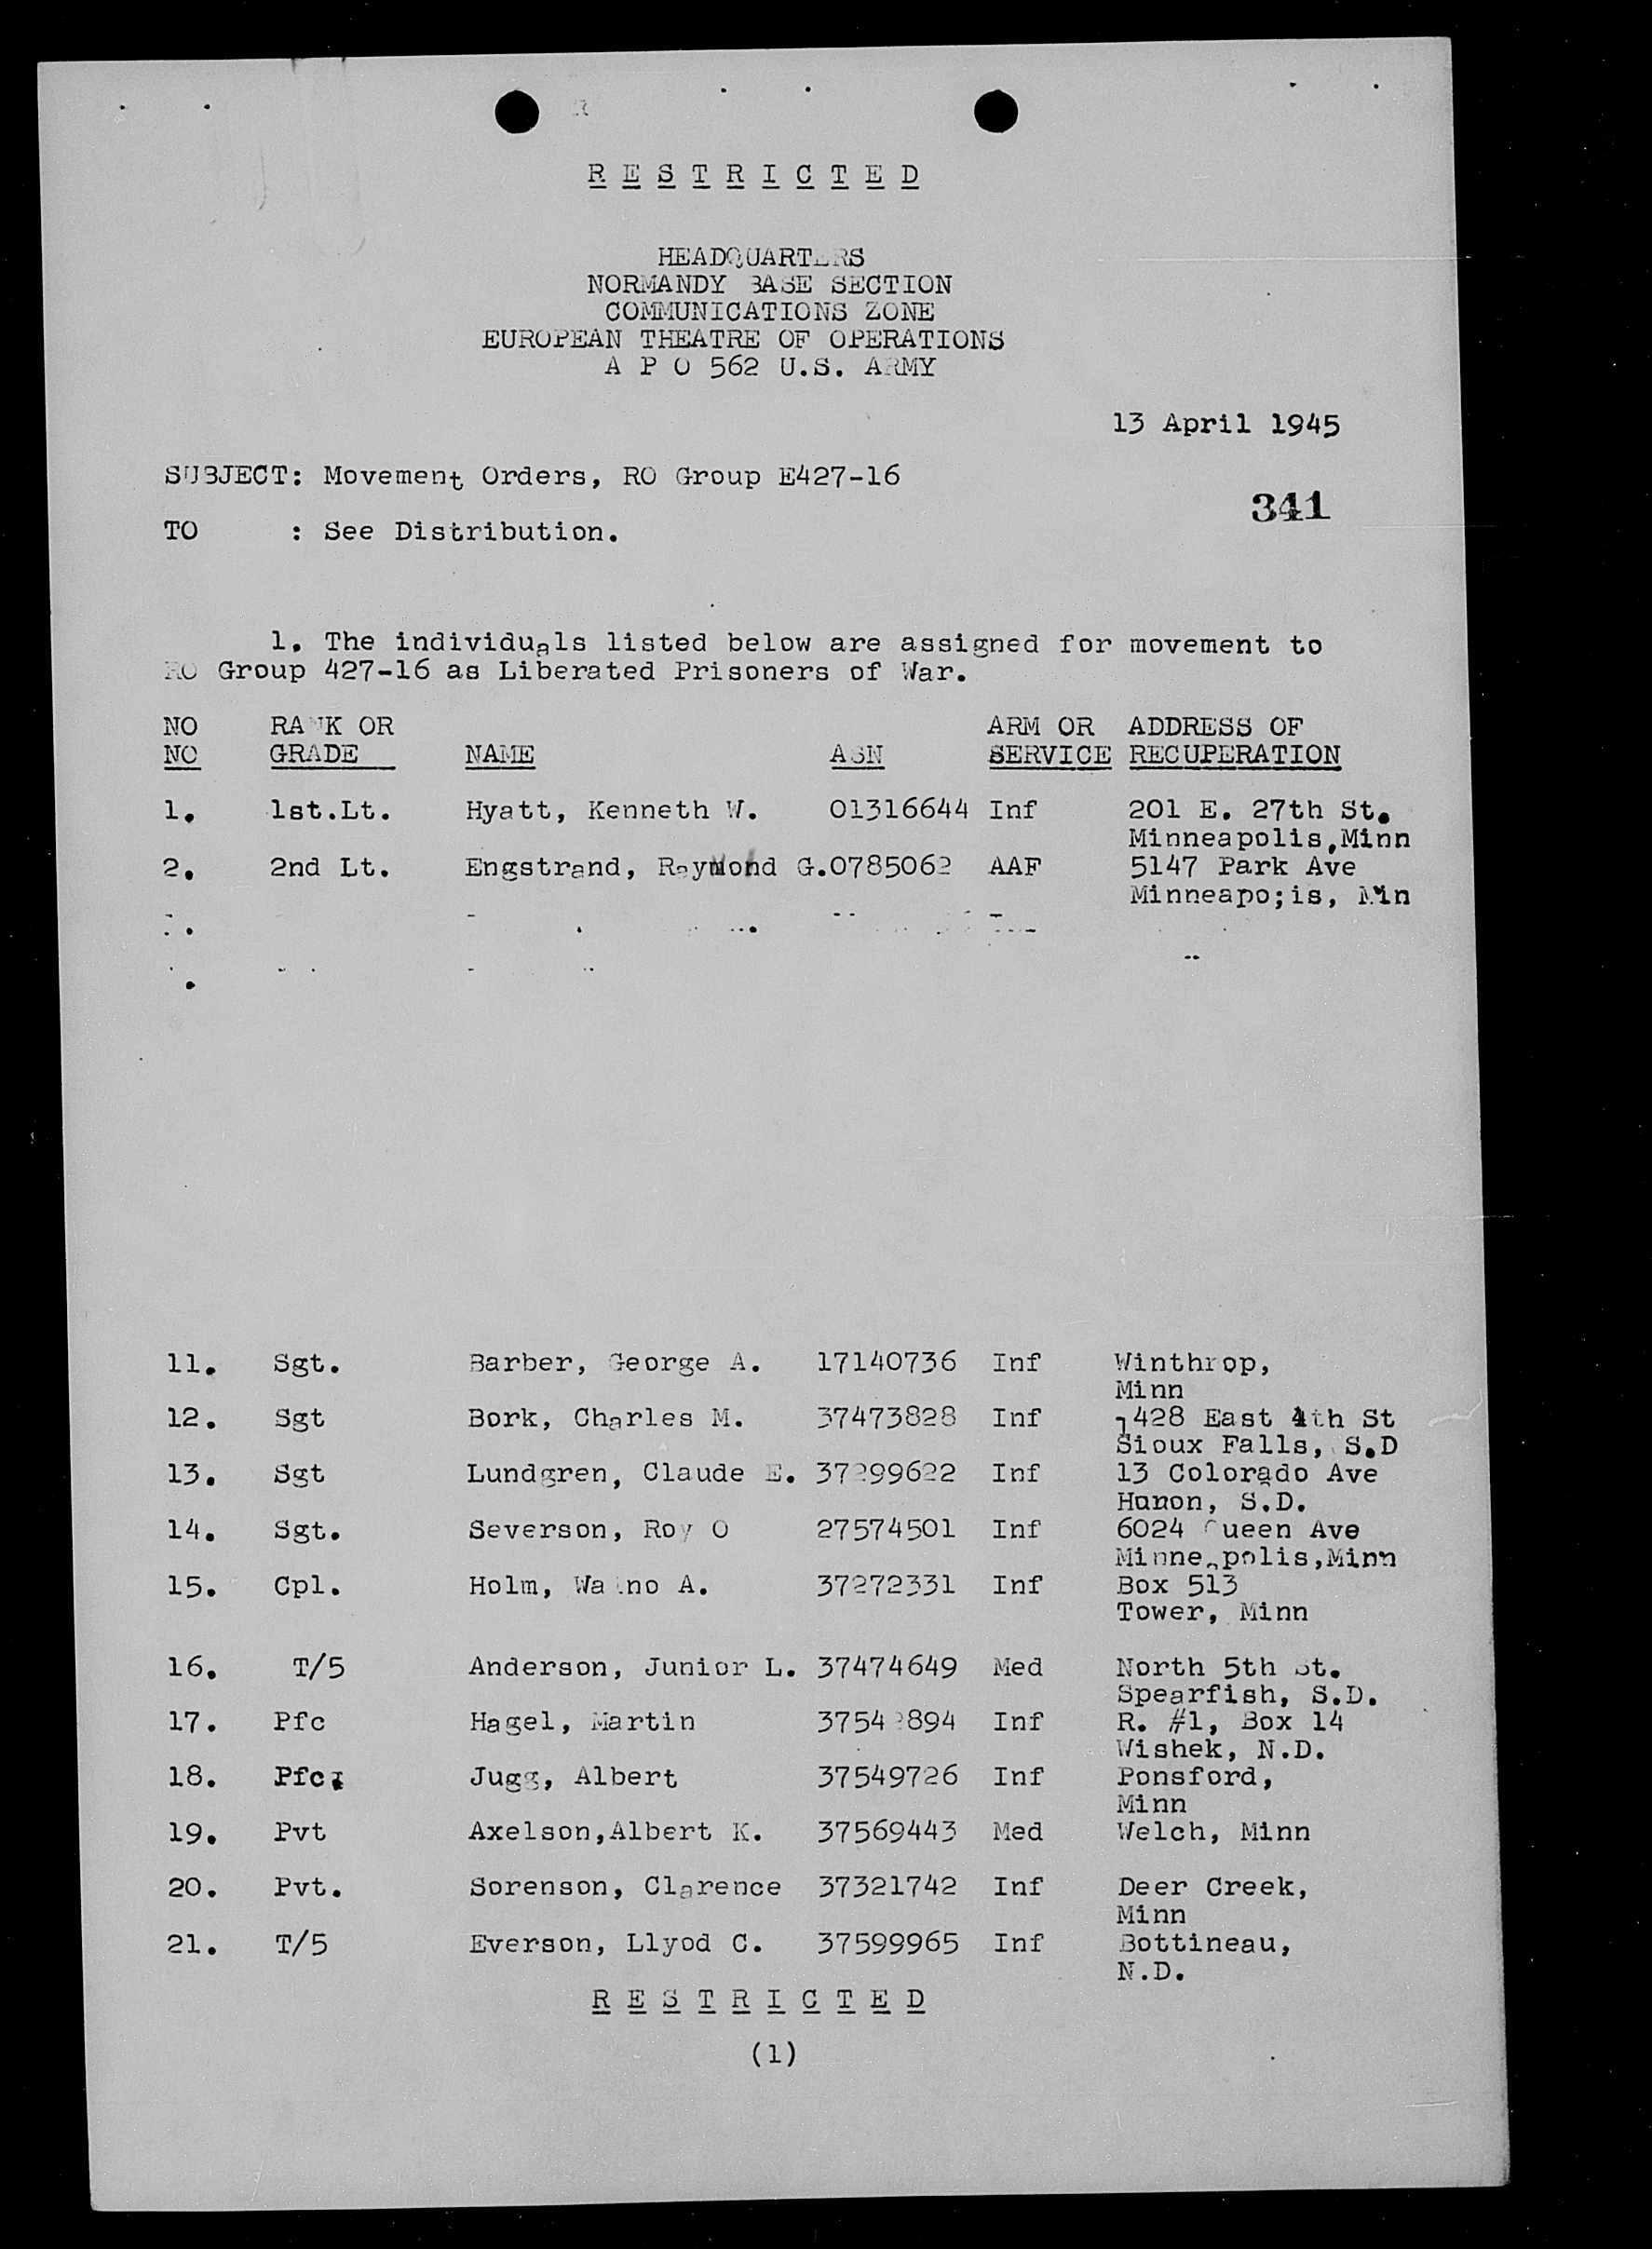 R E S T R I C T E D
HEADQUARTERS
NORMANDY BASE SECTION
COMMUNICATIONS ZONE
EUROPEAN THEATRE OF OPERATIONS
A P O 562 U.S. ARMY
13 April 1945
SUBJECT: Movement Orders, RO Group E427-16
341
TO : See Distribution.
1. The individuals listed below are assigned for movement to
RO Group 427-16 as Liberated Prisoners of War.
NO RANK OR ARM OR ADDRESS OF
NO GRADE NAME ASN SERVICE RECUPERATION
1. 1st.Lt. Hyatt, Kenneth W. 01316644 Inf 201 E. 27th St.
Minneapolis,Minn
2. 2nd Lt. Engstrand, Raymond G.0785062 AAF 5147 Park Ave
Minneapo;is, Min
11. Sgt. Barber, George A. 17140736 Inf Winthrop,
Minn
12. Sgt Bork, Charles M. 37473828 Inf 1428 East 4th St
Sioux Falls, S.D
13. Sgt Lundgren, Claude E. 37299622 Inf 13 Colorado Ave
Huron, S.D.
14. Sgt. Severson, Roy O 27574501 Inf 6024 Queen Ave
Minneapolis,Minn
15. Cpl. Holm, Waino A. 37272331 Inf Box 513
Tower, Minn
16. T/5 Anderson, Junior L. 37474649 Med North 5th St.
Spearfish, S.D.
17. Pfc Hagel, Martin Inf R. #1, Box 14
Wishek, N.D.
18. Pfc. Jugg, Albert 37549726 Inf Ponsford,
Minn
19. Pvt Axelson,Albert K. 37569443 Med Welch, Minn
20. Pvt. Sorenson, Clarence 37321742 Inf Deer Creek,
Minn
21. T/5 Everson, Llyod C. 37599965 Inf Bottineau,
N.D.
R E S T R I C T E D
(1)